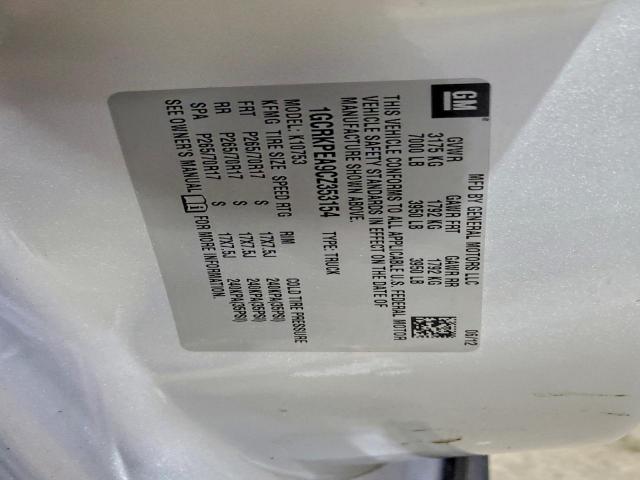 GM
MFD BY GENERAL MOTORS LLC 06/12
GVWR GAWR FRT GAWR RR
3175 KG 1792 KG 1792 KG
7000 LB 3950 LB 3950 LB
THIS VEHICLE CONFORMS TO ALL APPLICABLE U.S. FEDERAL MOTOR
VEHICLE SAFETY STANDARDS IN EFFECT ON THE DATE OF
MANUFACTURE SHOWN ABOVE.
1GCRKPEA9CZ353154 TYPE: TRUCK
MODEL: K10753
KFMG TIRE SIZE SPEED RTG RIM COLD TIRE PRESSURE
FRT P265/70R17 S 17X7.5J 240KPA(35PSI)
RR P265/70R17 S 17X7.5J 240KPA(35PSI)
SPA P265/70R17 S 17X7.5J 240KPA(35PSI)
SEE OWNER'S MANUAL FOR MORE INFORMATION.